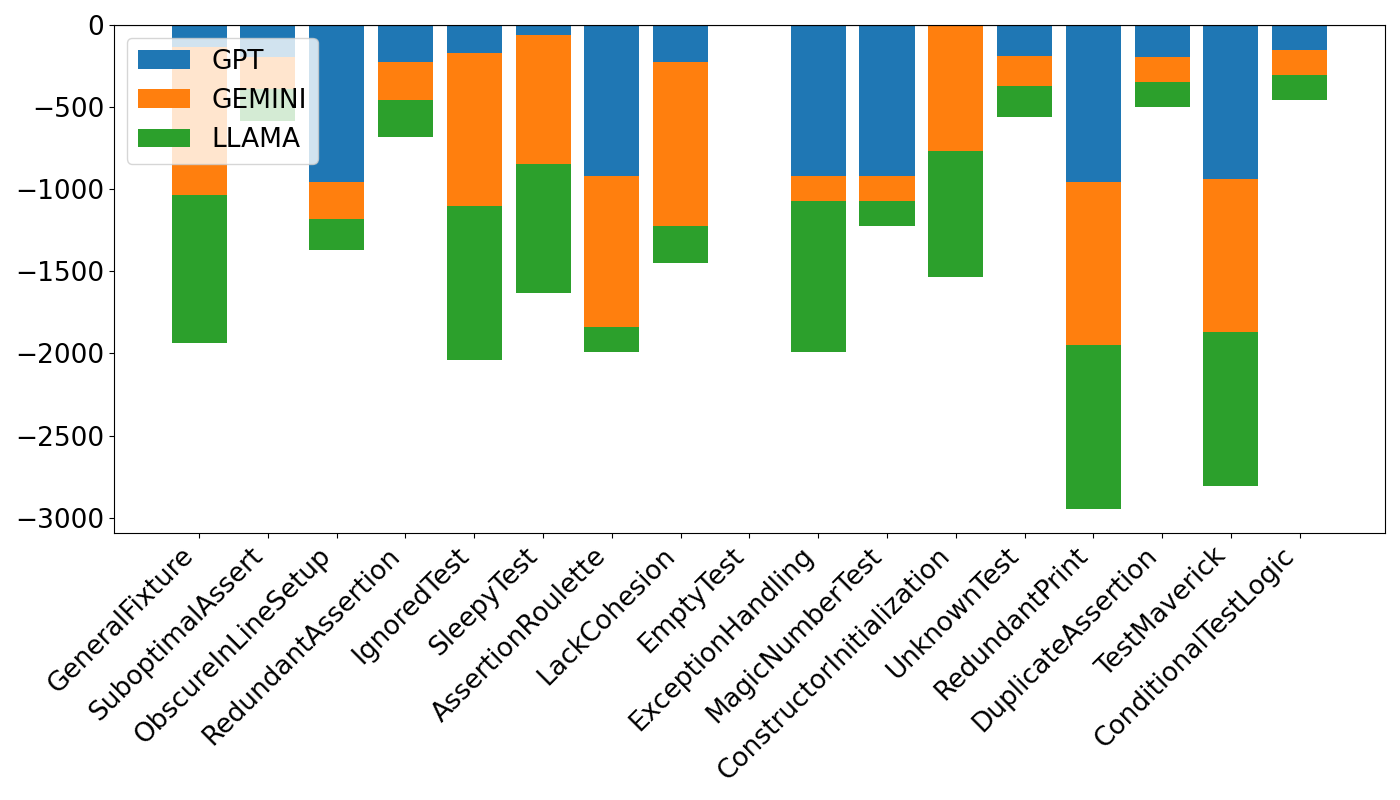 0
−500
−1000
−1500
−2000
−2500
−3000
GPT
GEMINI
LLAMA
GeneralFixture
SuboptimalAssert
ObscureInLineSetup
RedundantAssertion
IgnoredTest
SleepyTest
AssertionRoulette
LackCohesion
EmptyTest
ExceptionHandling
MagicNumberTest
ConstructorInitialization
UnknownTest
RedundantPrint
DuplicateAssertion
TestMaverick
ConditionalTestLogic